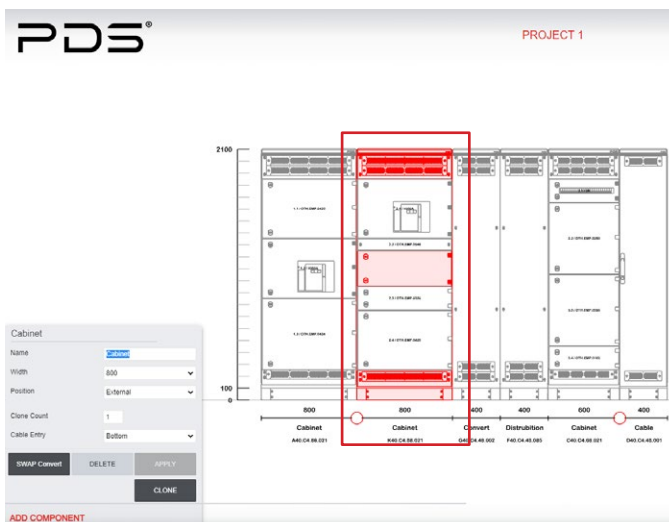 PDS®
PROJECT 1
2100
100
0
800 800 400 400 600 400
Cabinet Cabinet Convert Distrubition Cabinet Cable
A40.C4.86.021 G40.C4.40.002 F40.C4.40.085 C40.C4.60.021 D40.C4.40.001
Cabinet
Name Cabinet
Width 800
Position External
Clone Count 1
Cable Entry Bottom
SWAP Convert DELETE APPLY
CLONE
ADD COMPONENT